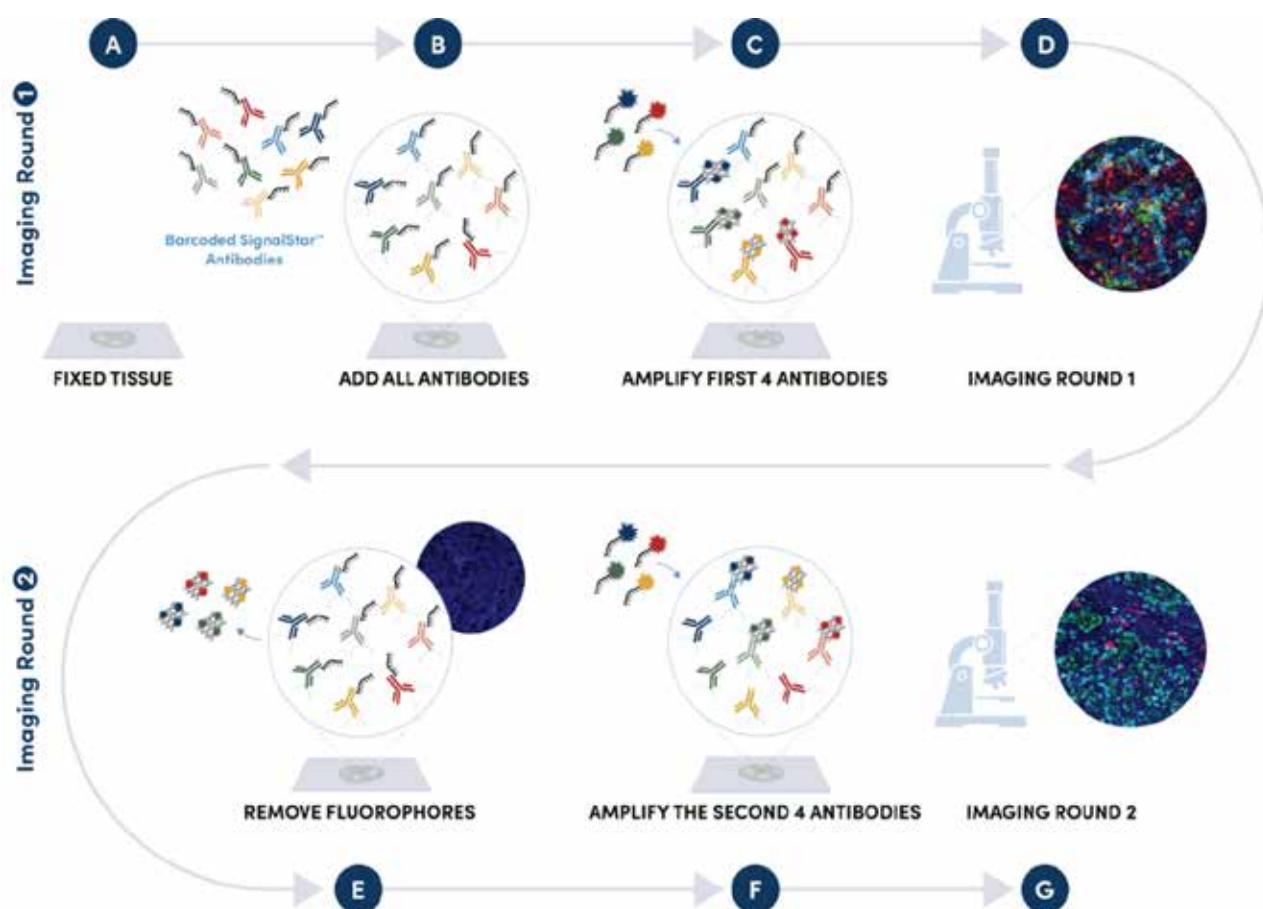 A
B
C
D
Imaging Round 1
Barcoded SignalStar™
Antibodies
FIXED TISSUE
ADD ALL ANTIBODIES
AMPLIFY FIRST 4 ANTIBODIES
IMAGING ROUND 1
Imaging Round 2
REMOVE FLUOROPHORES
AMPLIFY THE SECOND 4 ANTIBODIES
IMAGING ROUND 2
E
F
G